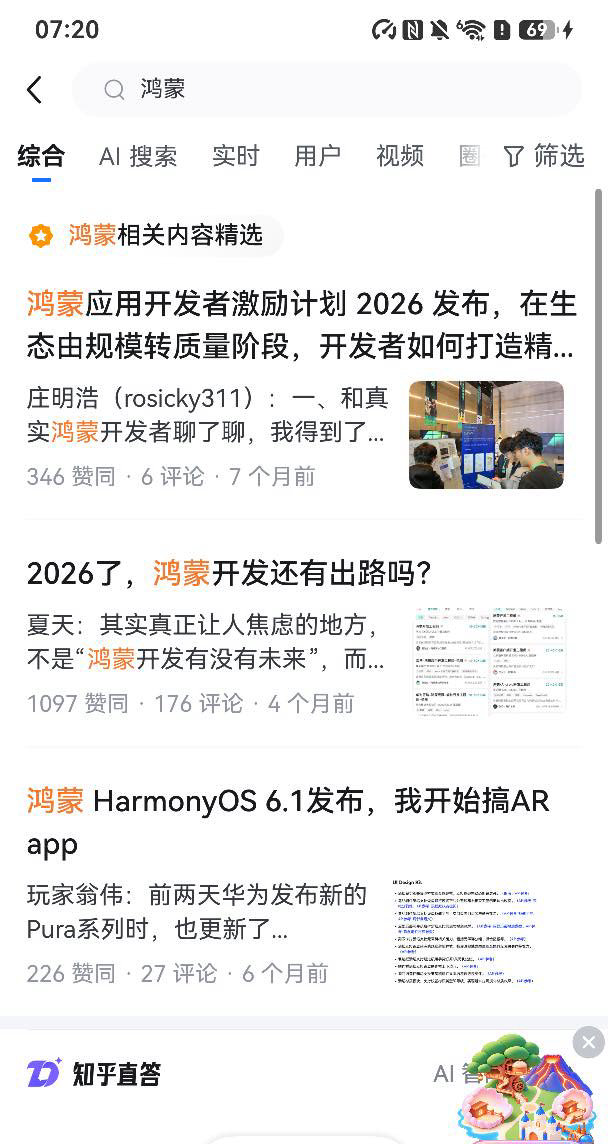 07:20
69
鸿蒙
综合 AI 搜索 实时 用户 视频 圈 筛选
鸿蒙相关内容精选
鸿蒙应用开发者激励计划 2026 发布，在生
态由规模转质量阶段，开发者如何打造精...
庄明浩（rosicky311）：一、和真
实鸿蒙开发者聊了聊，我得到了...
346 赞同 · 6 评论 · 7 个月前
2026了，鸿蒙开发还有出路吗？
夏天：其实真正让人焦虑的地方，
不是“鸿蒙开发有没有未来”，而...
1097 赞同 · 176 评论 · 4 个月前
鸿蒙 HarmonyOS 6.1发布，我开始搞AR
app
玩家翁伟：前两天华为发布新的
Pura系列时，也更新了...
UI Design Kit
226 赞同 · 27 评论 · 6 个月前
知乎直答
AI